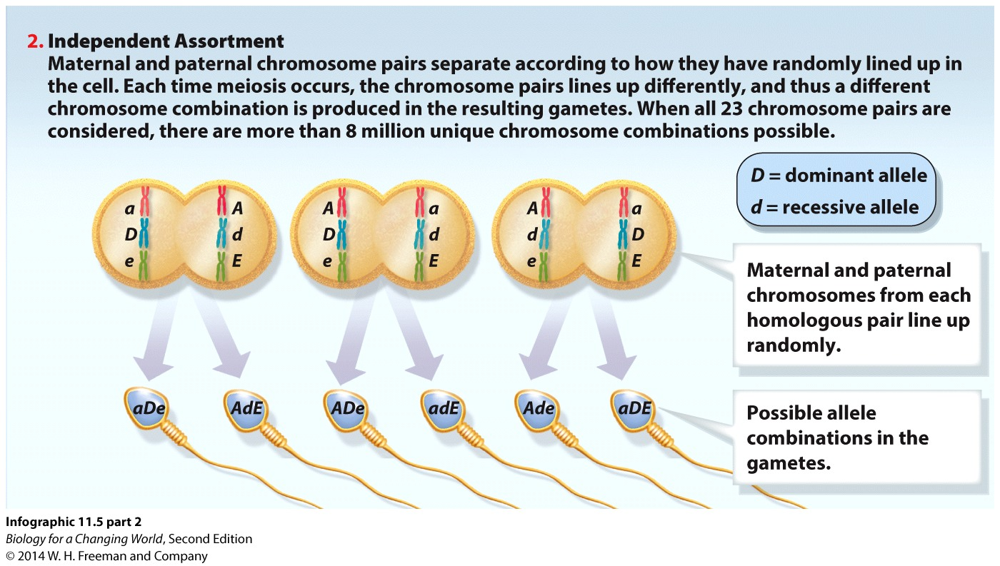 2. Independent Assortment
Maternal and paternal chromosome pairs separate according to how they have randomly lined up in
the cell. Each time meiosis occurs, the chromosome pairs lines up differently, and thus a different
chromosome combination is produced in the resulting gametes. When all 23 chromosome pairs are
considered, there are more than 8 million unique chromosome combinations possible.
D = dominant allele
d = recessive allele
a A A a A a
D d D d d D
e E e E e E
Maternal and paternal
chromosomes from each
homologous pair line up
randomly.
aDe AdE ADe adE Ade aDE
Possible allele
combinations in the
gametes.
Infographic 11.5 part 2
Biology for a Changing World, Second Edition
© 2014 W. H. Freeman and Company